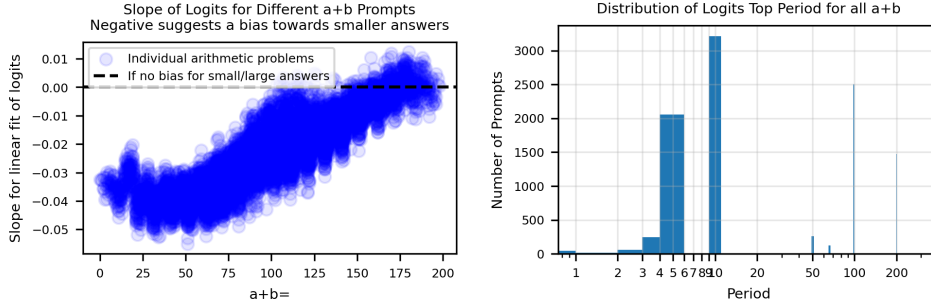 Slope of Logits for Different a+b Prompts
Negative suggests a bias towards smaller answers
Individual arithmetic problems
If no bias for small/large answers
0.01
0.00
−0.01
−0.02
−0.03
−0.04
−0.05
Slope for linear fit of logits
0 25 50 75 100 125 150 175 200
a+b=
Distribution of Logits Top Period for all a+b
3000
2500
2000
1500
1000
500
0
Number of Prompts
1 2 3 4 5 6 7 8 9 10 20 50 100 200
Period